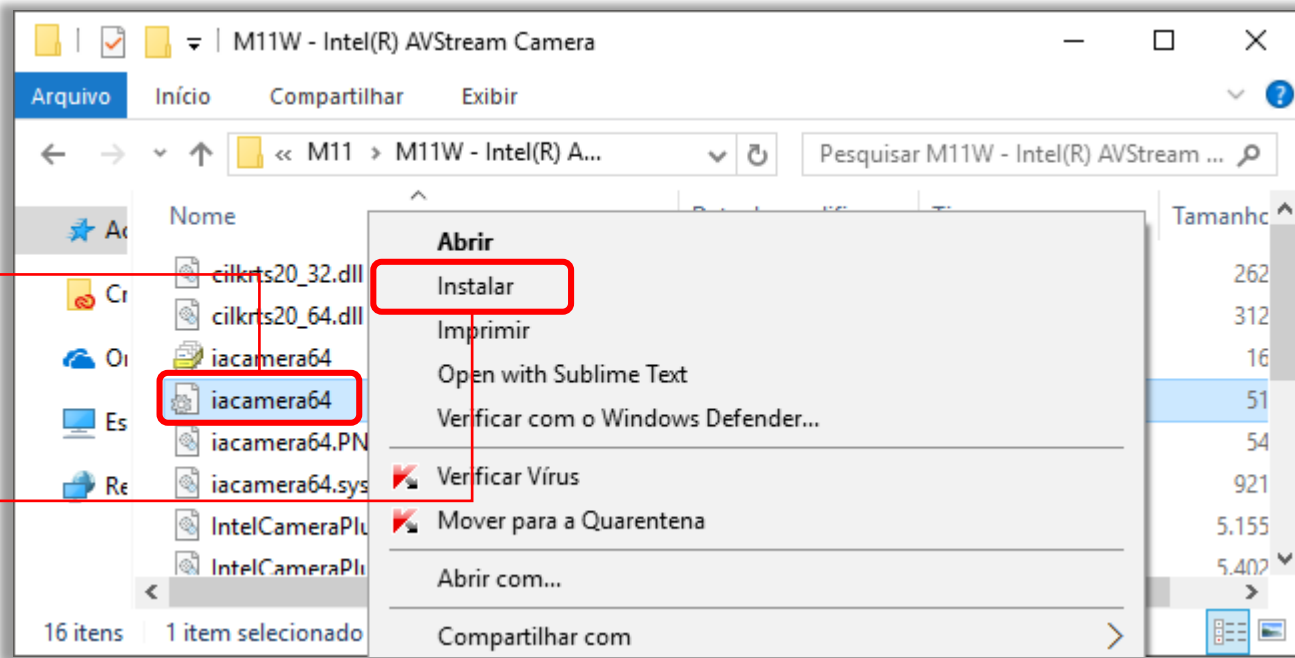 M11W - Intel(R) AVStream Camera
Arquivo Início Compartilhar Exibir
« M11 > M11W - Intel(R) A... Pesquisar M11W - Intel(R) AVStream ...
Nome
cilkrts20_32.dll 262
cilkrts20_64.dll 312
iacamera64 16
iacamera64 51
iacamera64.PN 54
iacamera64.sys 921
IntelCameraPlu 5.155
IntelCameraPlu 5.402
Abrir
Instalar
Imprimir
Open with Sublime Text
Verificar com o Windows Defender...
Verificar Vírus
Mover para a Quarentena
Abrir com...
Compartilhar com
16 itens 1 item selecionado